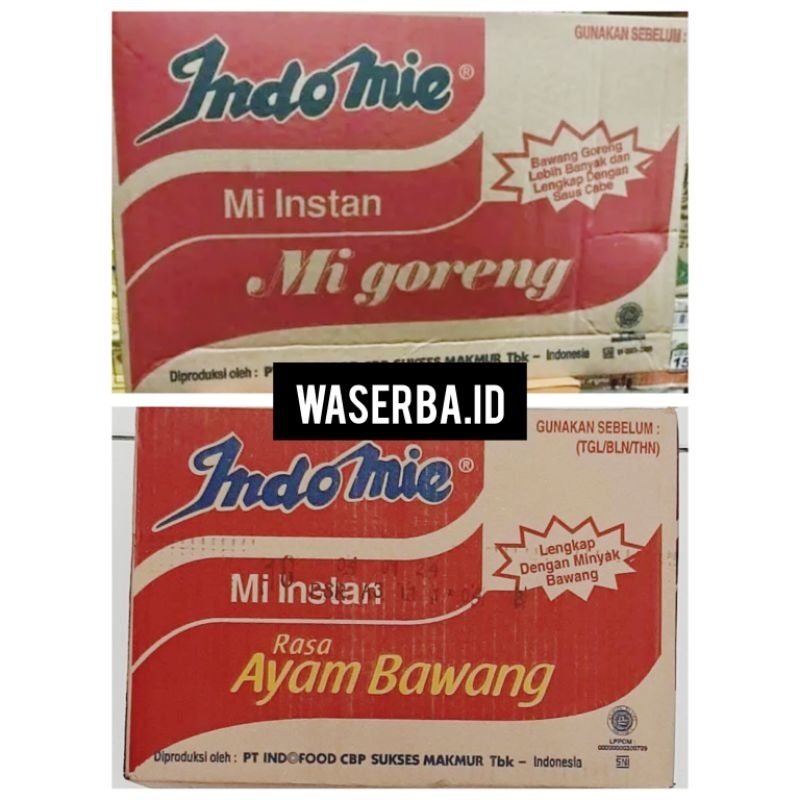 Indomie®
GUNAKAN SEBELUM :
Bawang Goreng
Lebih Banyak dan
Lengkap Dengan
Saus Cabe
Mi Instan
Mi goreng
Diproduksi oleh : PT CBP SUKSES MAKMUR Tbk – Indonesia
15
WASERBA.ID
Indomie®
GUNAKAN SEBELUM :
(TGL/BLN/THN)
Lengkap
Dengan Minyak
Bawang
Mi Instan
Rasa
Ayam Bawang
LPPOM :
Diproduksi oleh : PT INDOFOOD CBP SUKSES MAKMUR Tbk – Indonesia
SNI